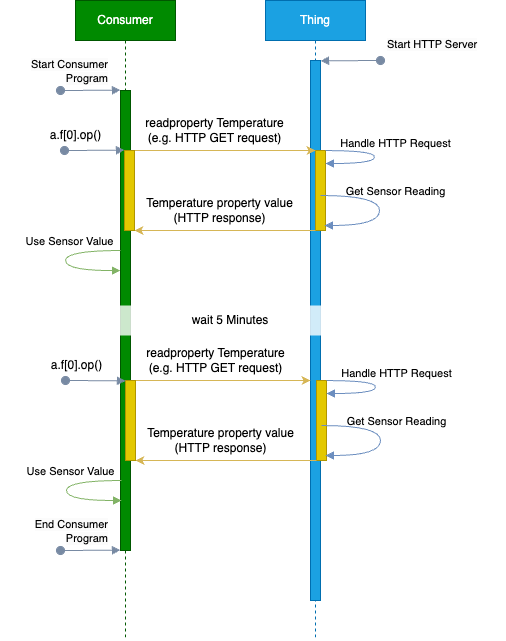 Consumer
Thing
Start HTTP Server
Start Consumer
Program
a.f[0].op()
readproperty Temperature
(e.g. HTTP GET request)
Handle HTTP Request
Get Sensor Reading
Temperature property value
(HTTP response)
Use Sensor Value
wait 5 Minutes
a.f[0].op()
readproperty Temperature
(e.g. HTTP GET request)
Handle HTTP Request
Get Sensor Reading
Temperature property value
(HTTP response)
Use Sensor Value
End Consumer
Program